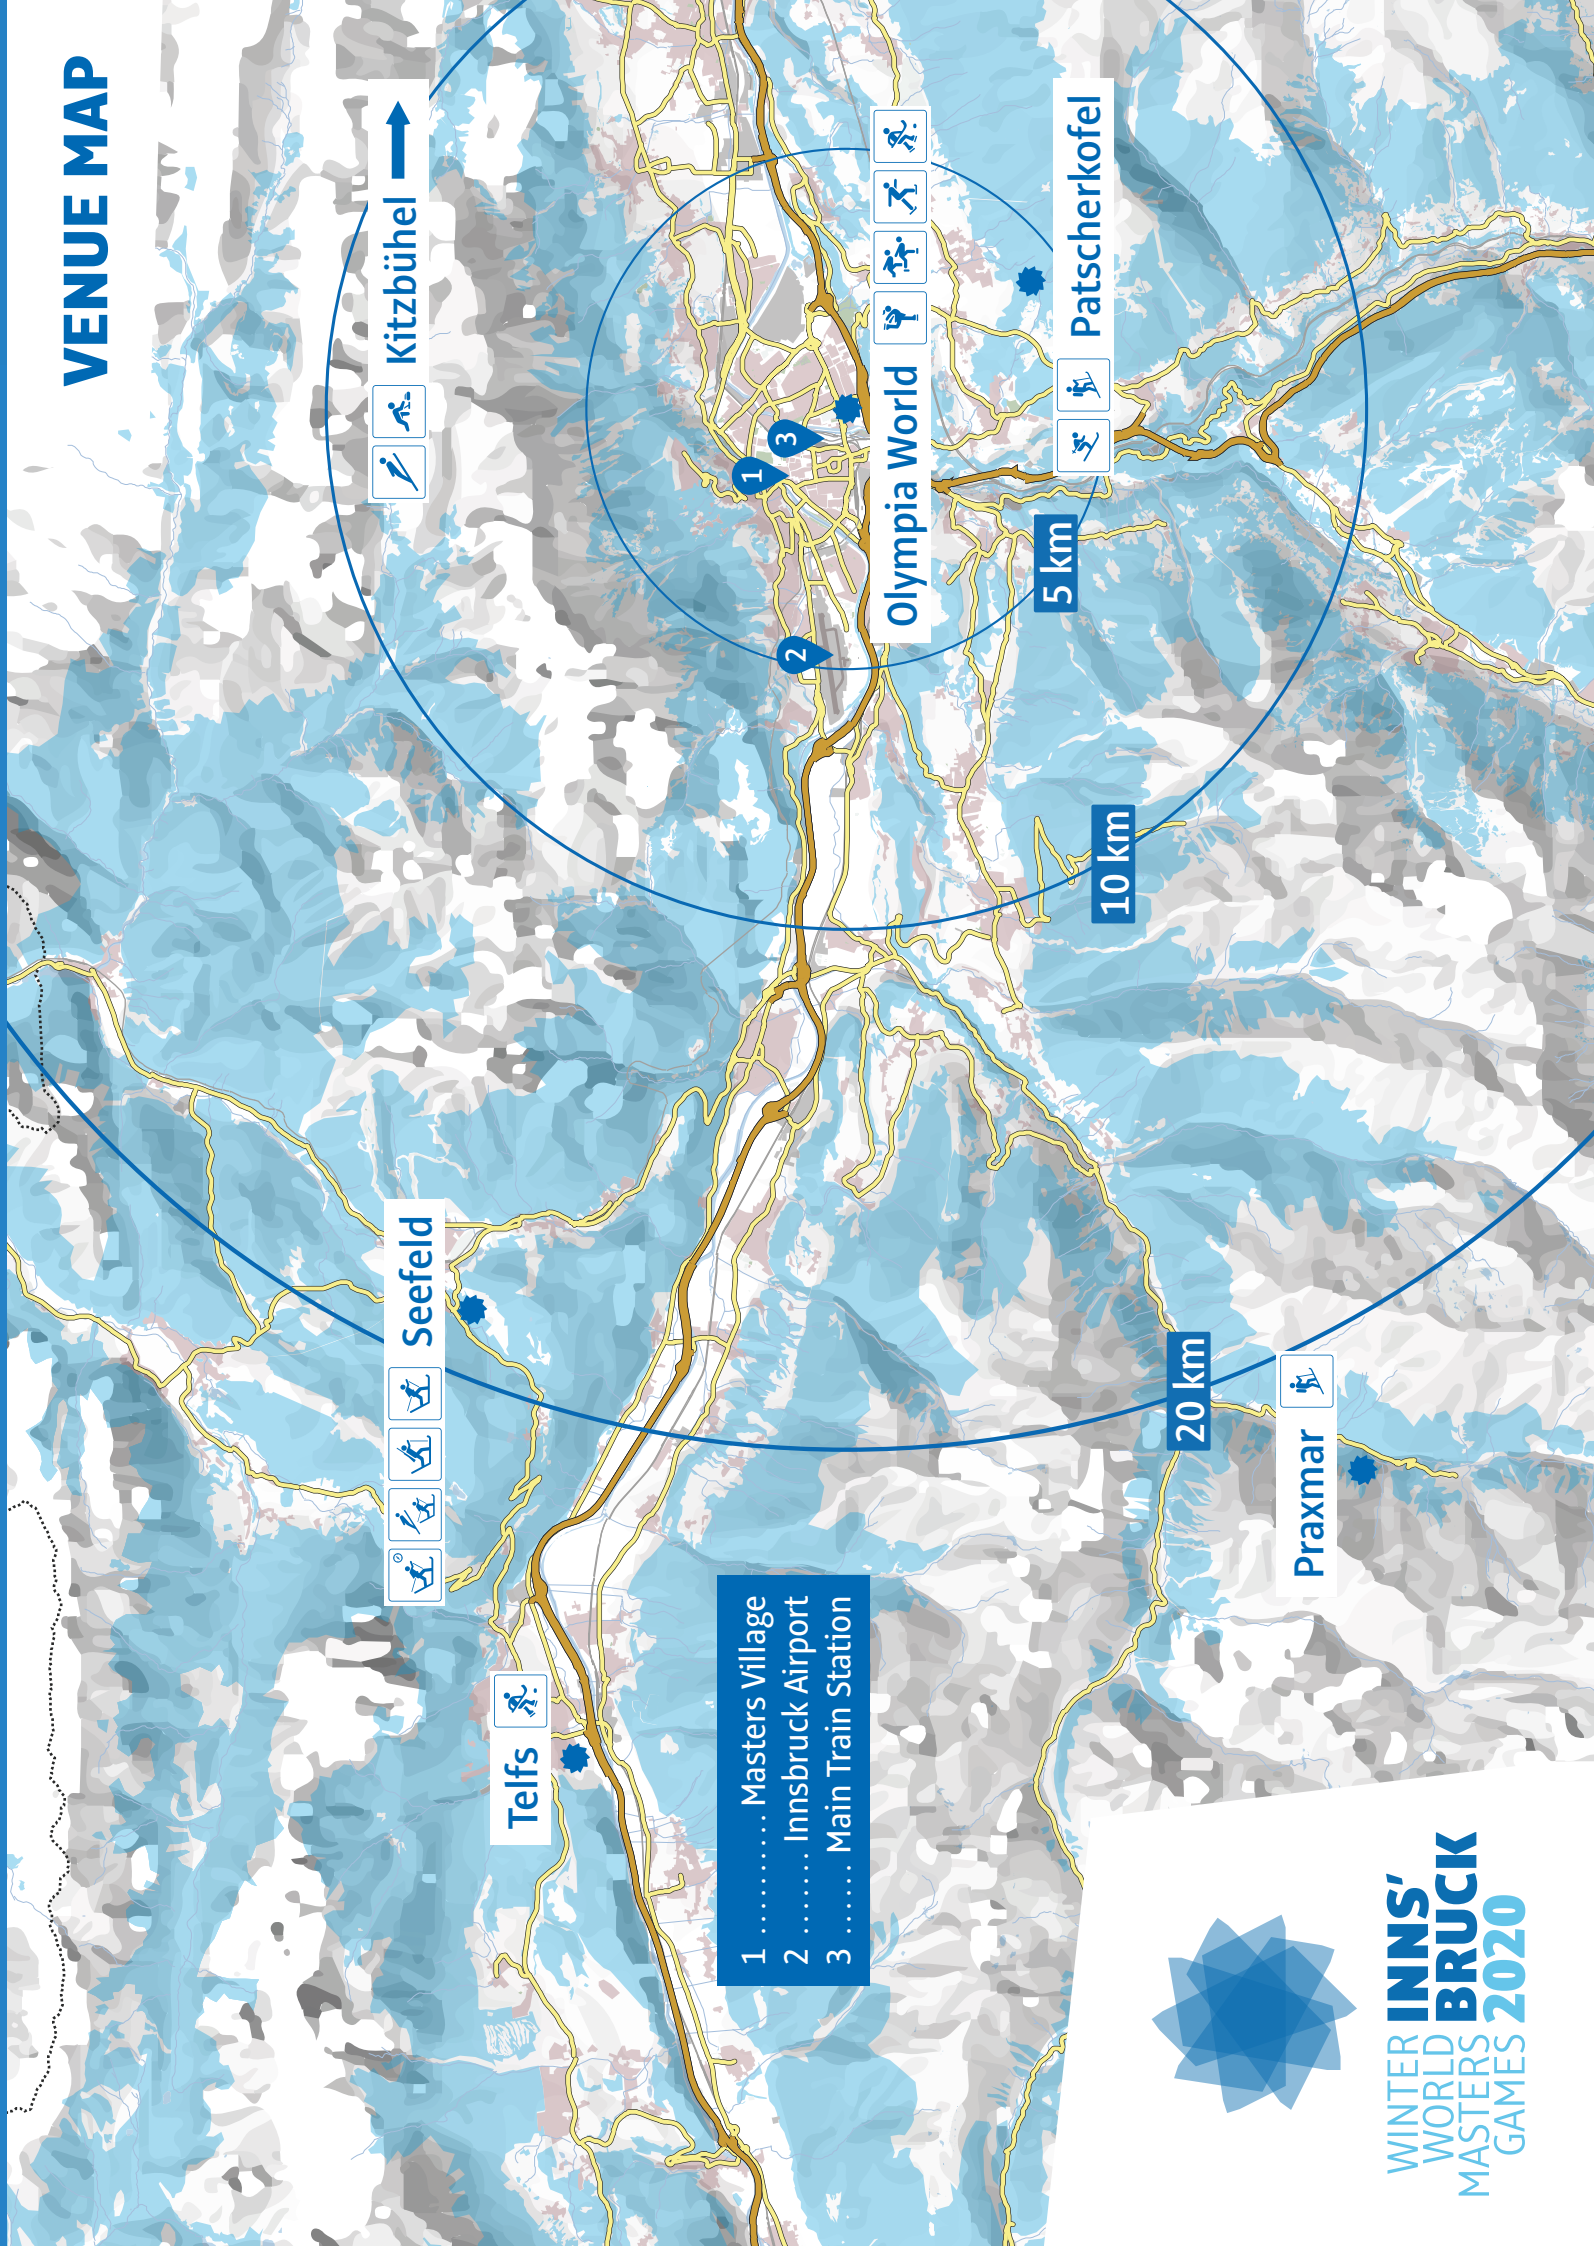 VENUE MAP
Kitzbühel
Seefeld
Telfs
1
3
2
Olympia World
Patscherkofel
5 km
10 km
20 km
Praxmar
1 ............ Masters Village
2 ........ Innsbruck Airport
3 ...... Main Train Station
WINTER INNS'
WORLD BRUCK
MASTERS
GAMES 2020